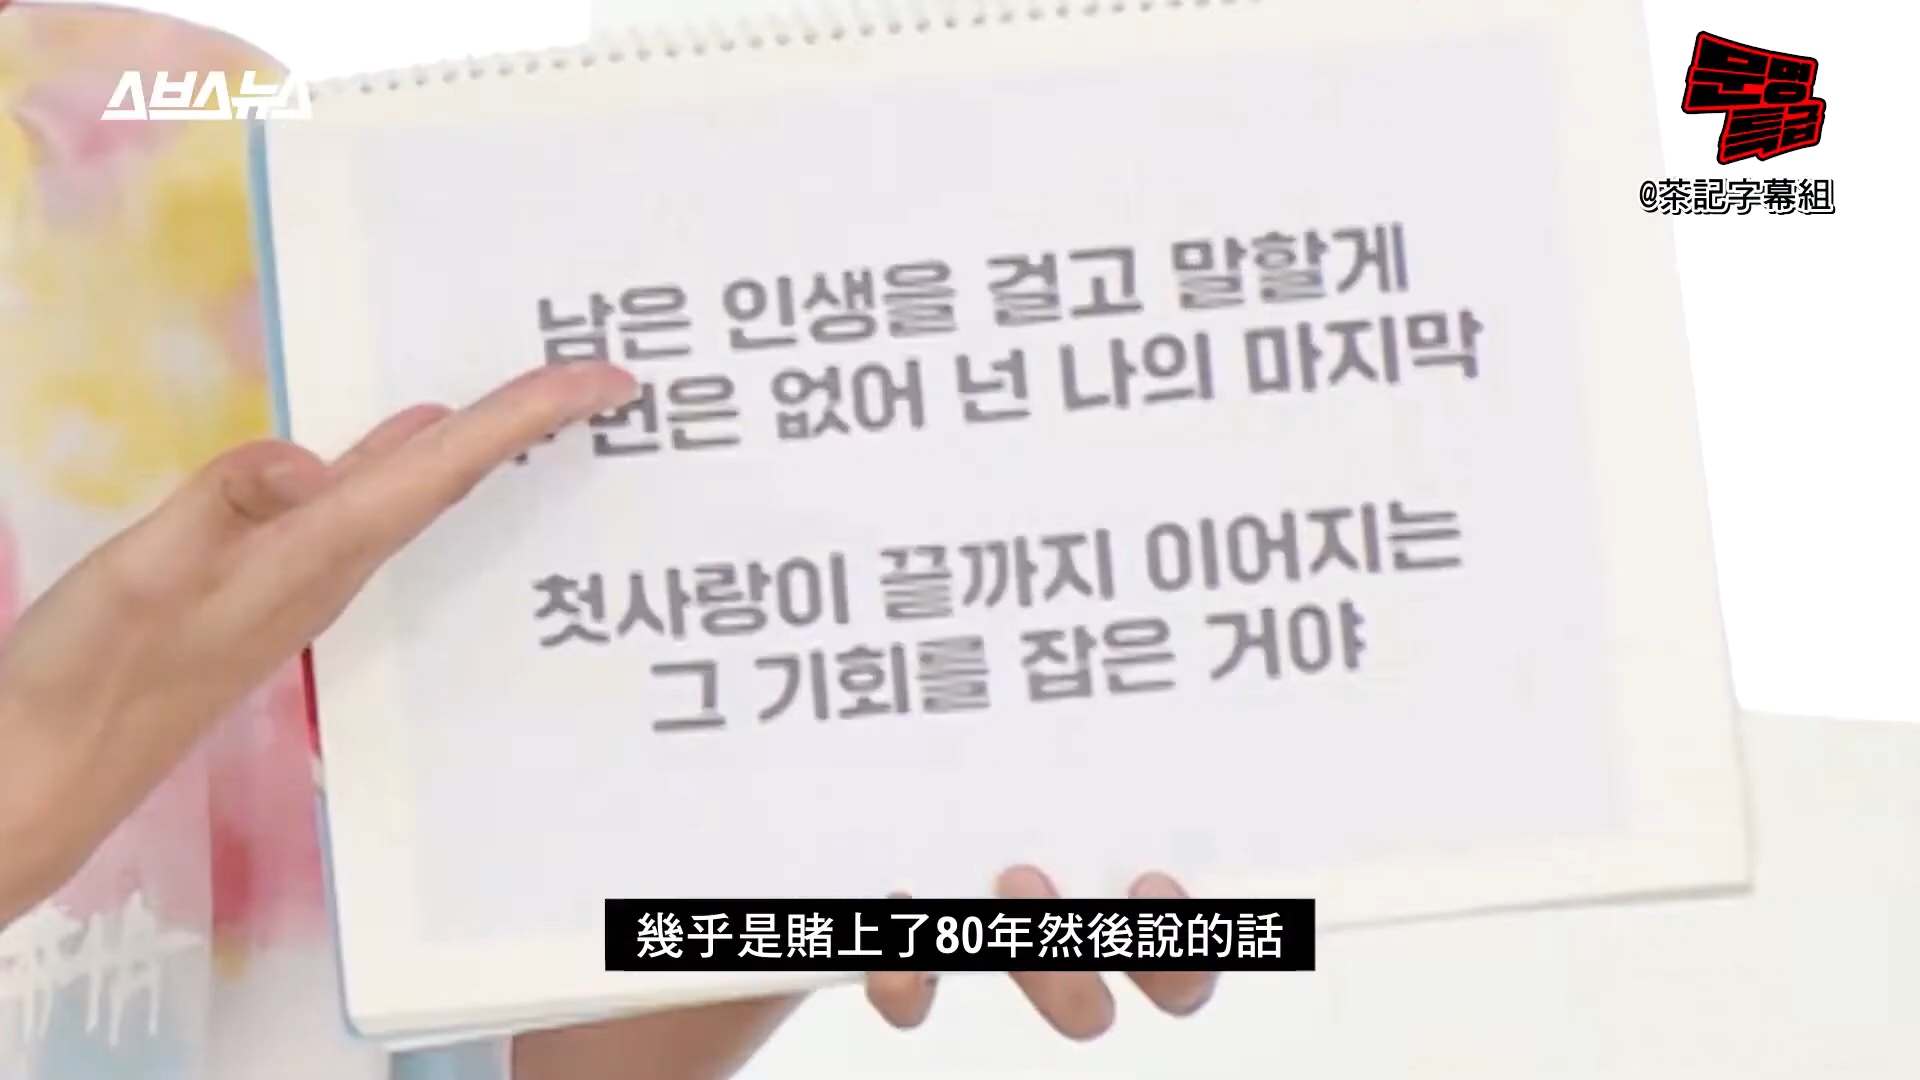 스브스뉴스
문명
특급
@茶記字幕組
남은 인생을 걸고 말할게
번은 없어 넌 나의 마지막
첫사랑이 끝까지 이어지는
그 기회를 잡은 거야
幾乎是賭上了80年然後說的話